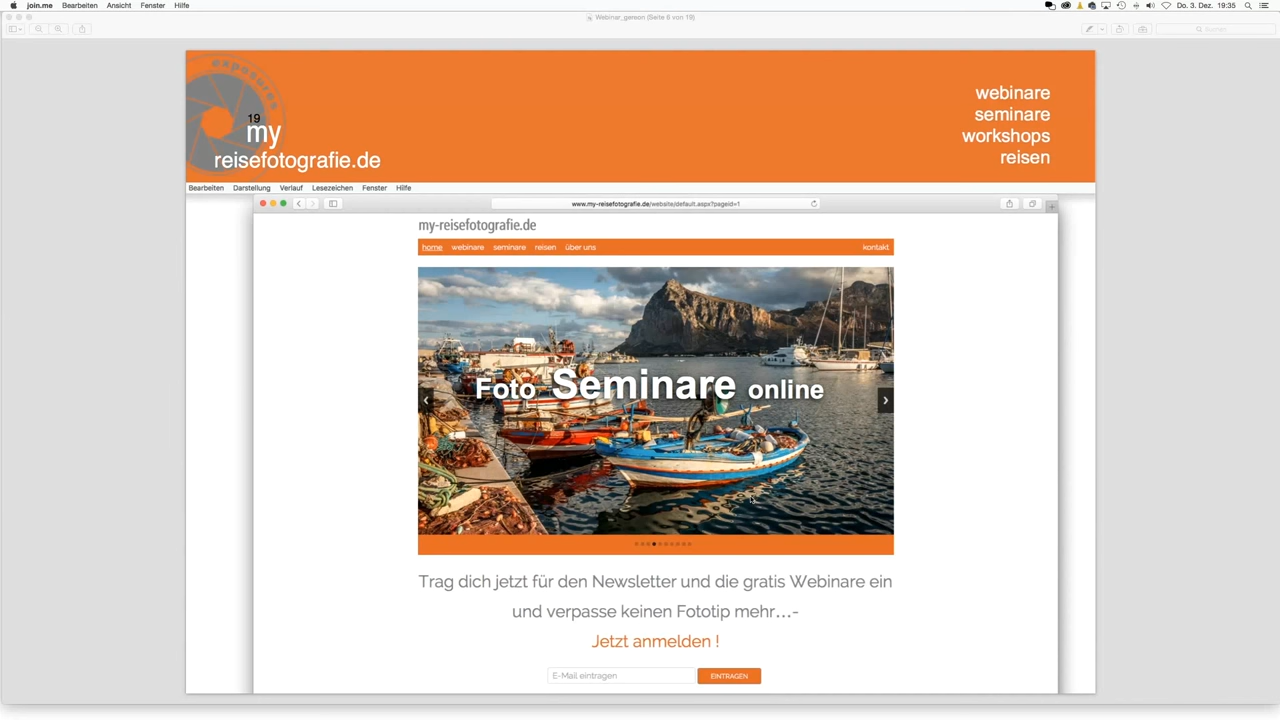 join.me Bearbeiten Ansicht Fenster Hilfe Do. 3. Dez. 19:35
Webinar_gereon (Seite 6 von 19)
Suchen
exposures
19
my
reisefotografie.de
webinare
seminare
workshops
reisen
Bearbeiten Darstellung Verlauf Lesezeichen Fenster Hilfe
www.my-reisefotografie.de/website/default.aspx?pageid=1
my-reisefotografie.de
home webinare seminare reisen über uns kontakt
Foto Seminare online
Trag dich jetzt für den Newsletter und die gratis Webinare ein
und verpasse keinen Fototip mehr…-
Jetzt anmelden !
E-Mail eintragen EINTRAGEN